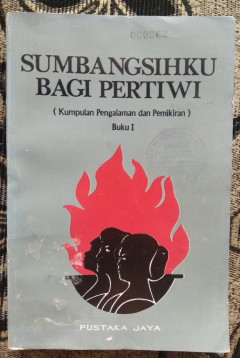 SUMBANGSIHKU
BAGI PERTIWI
( Kumpulan Pengalaman dan Pemikiran )
Buku I
PUSTAKA JAYA